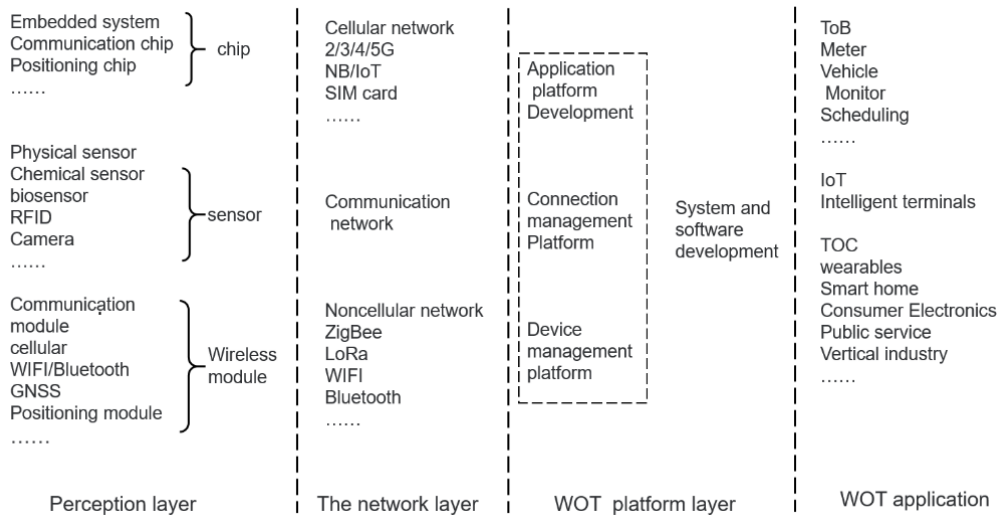 Embedded system
Communication chip
Positioning chip
......
chip
Physical sensor
Chemical sensor
biosensor
RFID
Camera
......
sensor
Communication
module
cellular
WIFI/Bluetooth
GNSS
Positioning module
......
Wireless
module
Perception layer
Cellular network
2/3/4/5G
NB/IoT
SIM card
......
Communication
network
Noncellular network
ZigBee
LoRa
WIFI
Bluetooth
......
The network layer
Application
platform
Development
Connection
management
Platform
Device
management
platform
System and
software
development
WOT platform layer
ToB
Meter
Vehicle
Monitor
Scheduling
......
IoT
Intelligent terminals
TOC
wearables
Smart home
Consumer Electronics
Public service
Vertical industry
......
WOT application